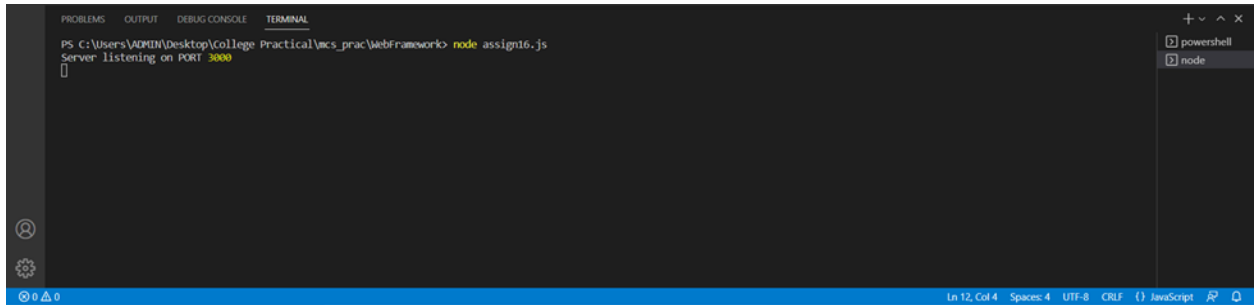 PROBLEMS OUTPUT DEBUG CONSOLE TERMINAL
PS C:\Users\ADMIN\Desktop\College Practical\mcs_prac\WebFramework> node assign16.js
Server listening on PORT 3000
powershell
node
0 0
Ln 12, Col 4 Spaces: 4 UTF-8 CRLF {} JavaScript